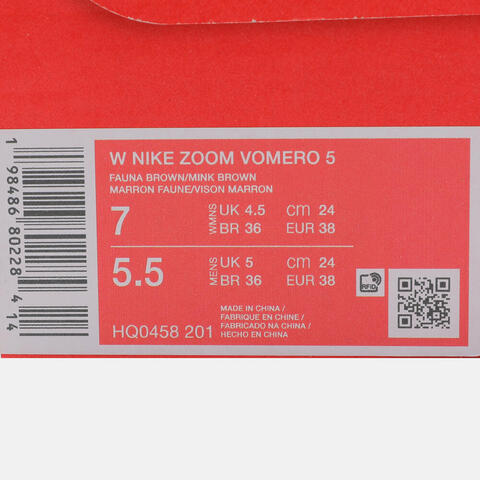 W NIKE ZOOM VOMERO 5
FAUNA BROWN/MINK BROWN
MARRON FAUNE/VISON MARRON
7 WMNS UK 4.5 cm 24
BR 36 EUR 38
5.5 MENS UK 5 cm 24
BR 36 EUR 38
HQ0458 201
MADE IN CHINA /
FABRIQUE EN CHINE /
FABRICADO NA CHINA /
HECHO EN CHINA
RFID
1 98486 80228 4 14